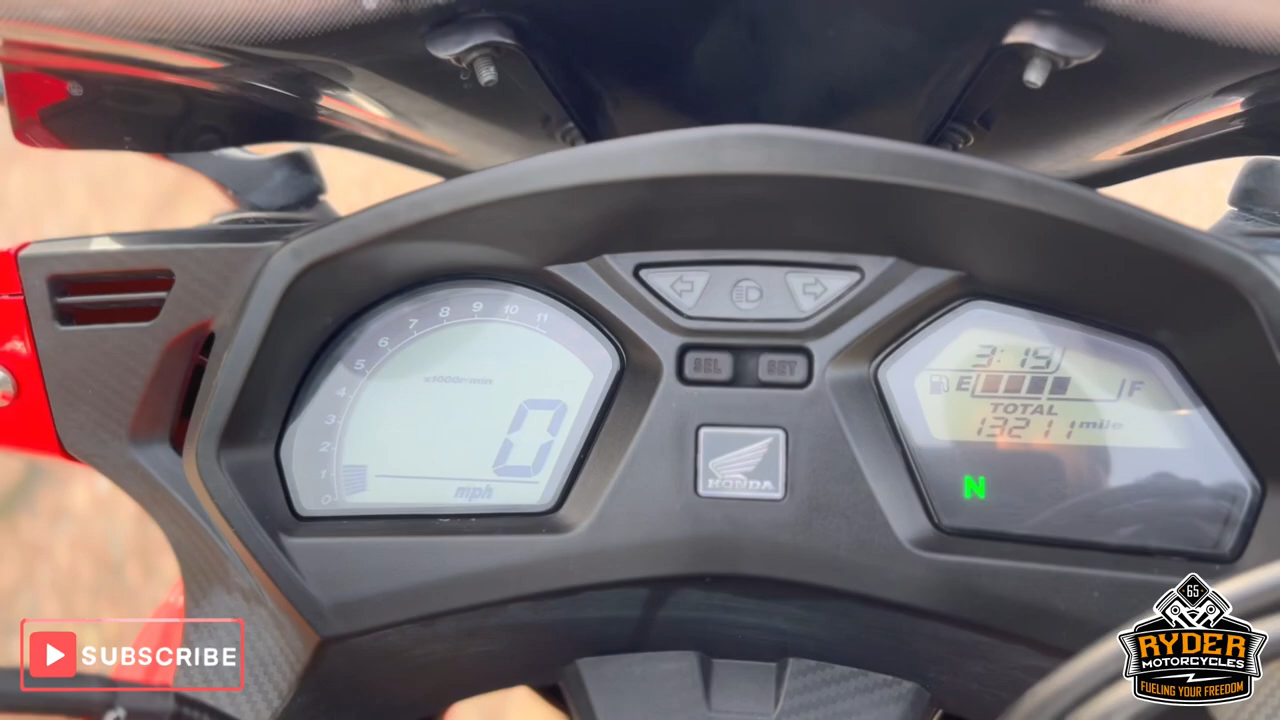 0 1 2 3 4 5 6 7 8 9 10 11
x1000r/min
0
mph
SEL SET
HONDA
3:19
E /F
TOTAL
13211 mile
N
SUBSCRIBE
65
RYDER
MOTORCYCLES
FUELING YOUR FREEDOM